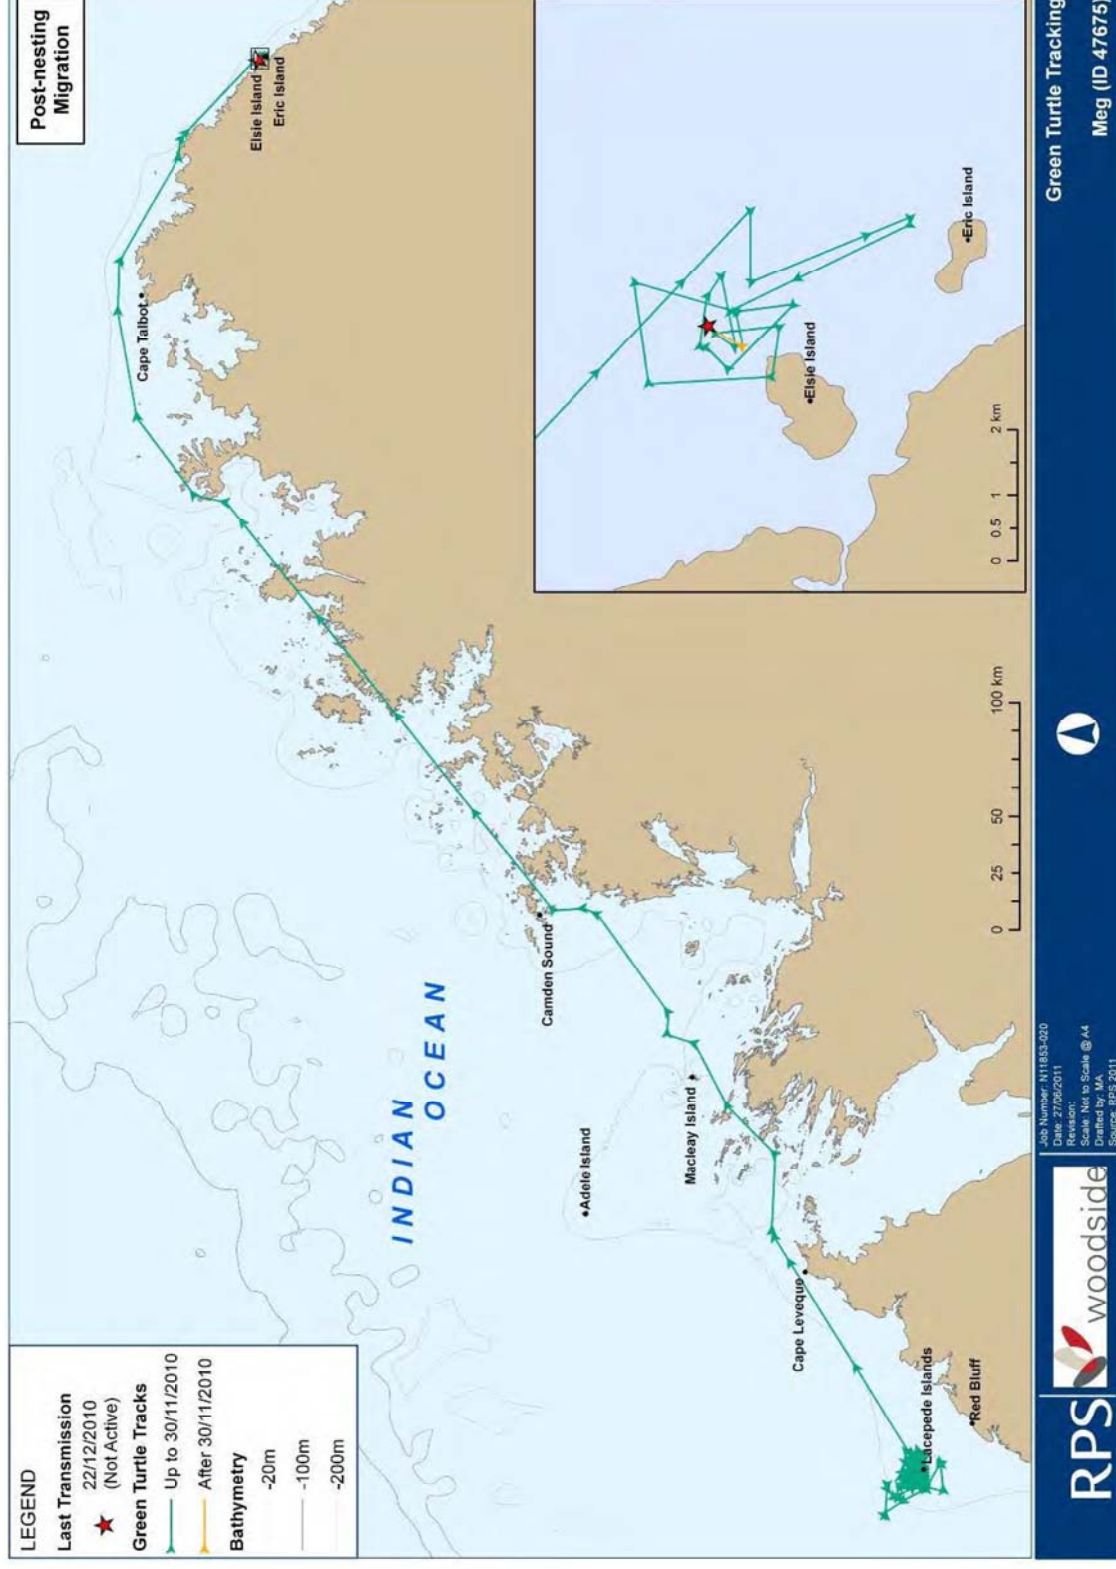 Post-nesting
Migration
LEGEND
Last Transmission
22/12/2010
(Not Active)
Green Turtle Tracks
Up to 30/11/2010
After 30/11/2010
Bathymetry
-20m
-100m
-200m
INDIAN
OCEAN
Elsie Island
Eric Island
Cape Talbot
Camden Sound
Adele Island
Macleay Island
Cape Leveque
Lacepede Islands
Red Bluff
0 25 50 100 km
Elsie Island
Eric Island
0 0.5 1 2 km
RPS
woodside
Job Number: N11853-020
Date: 27/06/2011
Revision:
Scale: Not to Scale @ A4
Drafted by: MA
Source: RPS 2011
Green Turtle Tracking
Meg (ID 47675)